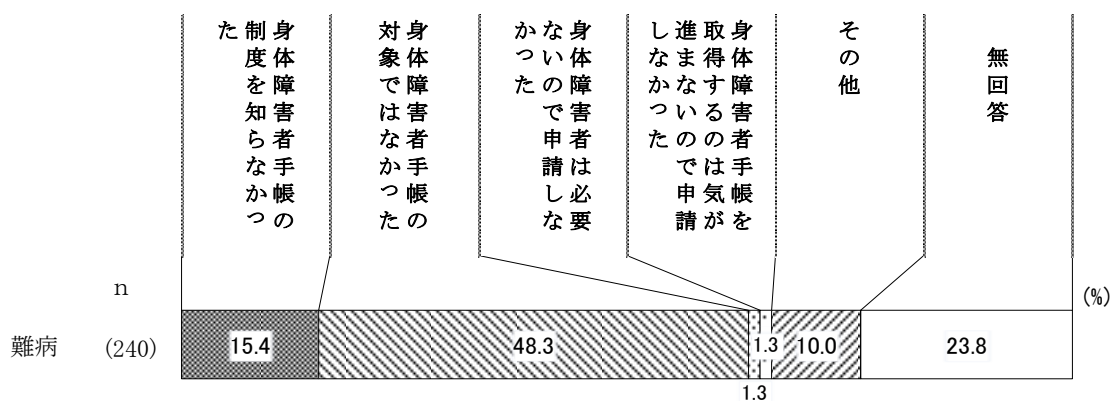 身体障害者手帳の
制度を知らなかっ
た
身体障害者手帳の
対象ではなかった
身体障害者は必要
ないので申請しな
かった
身体障害者手帳を
取得するのは気が
進まないので申請
しなかった
その他
無回答
n
(%)
難病
(240)
15.4
48.3
1.3
1.3
10.0
23.8